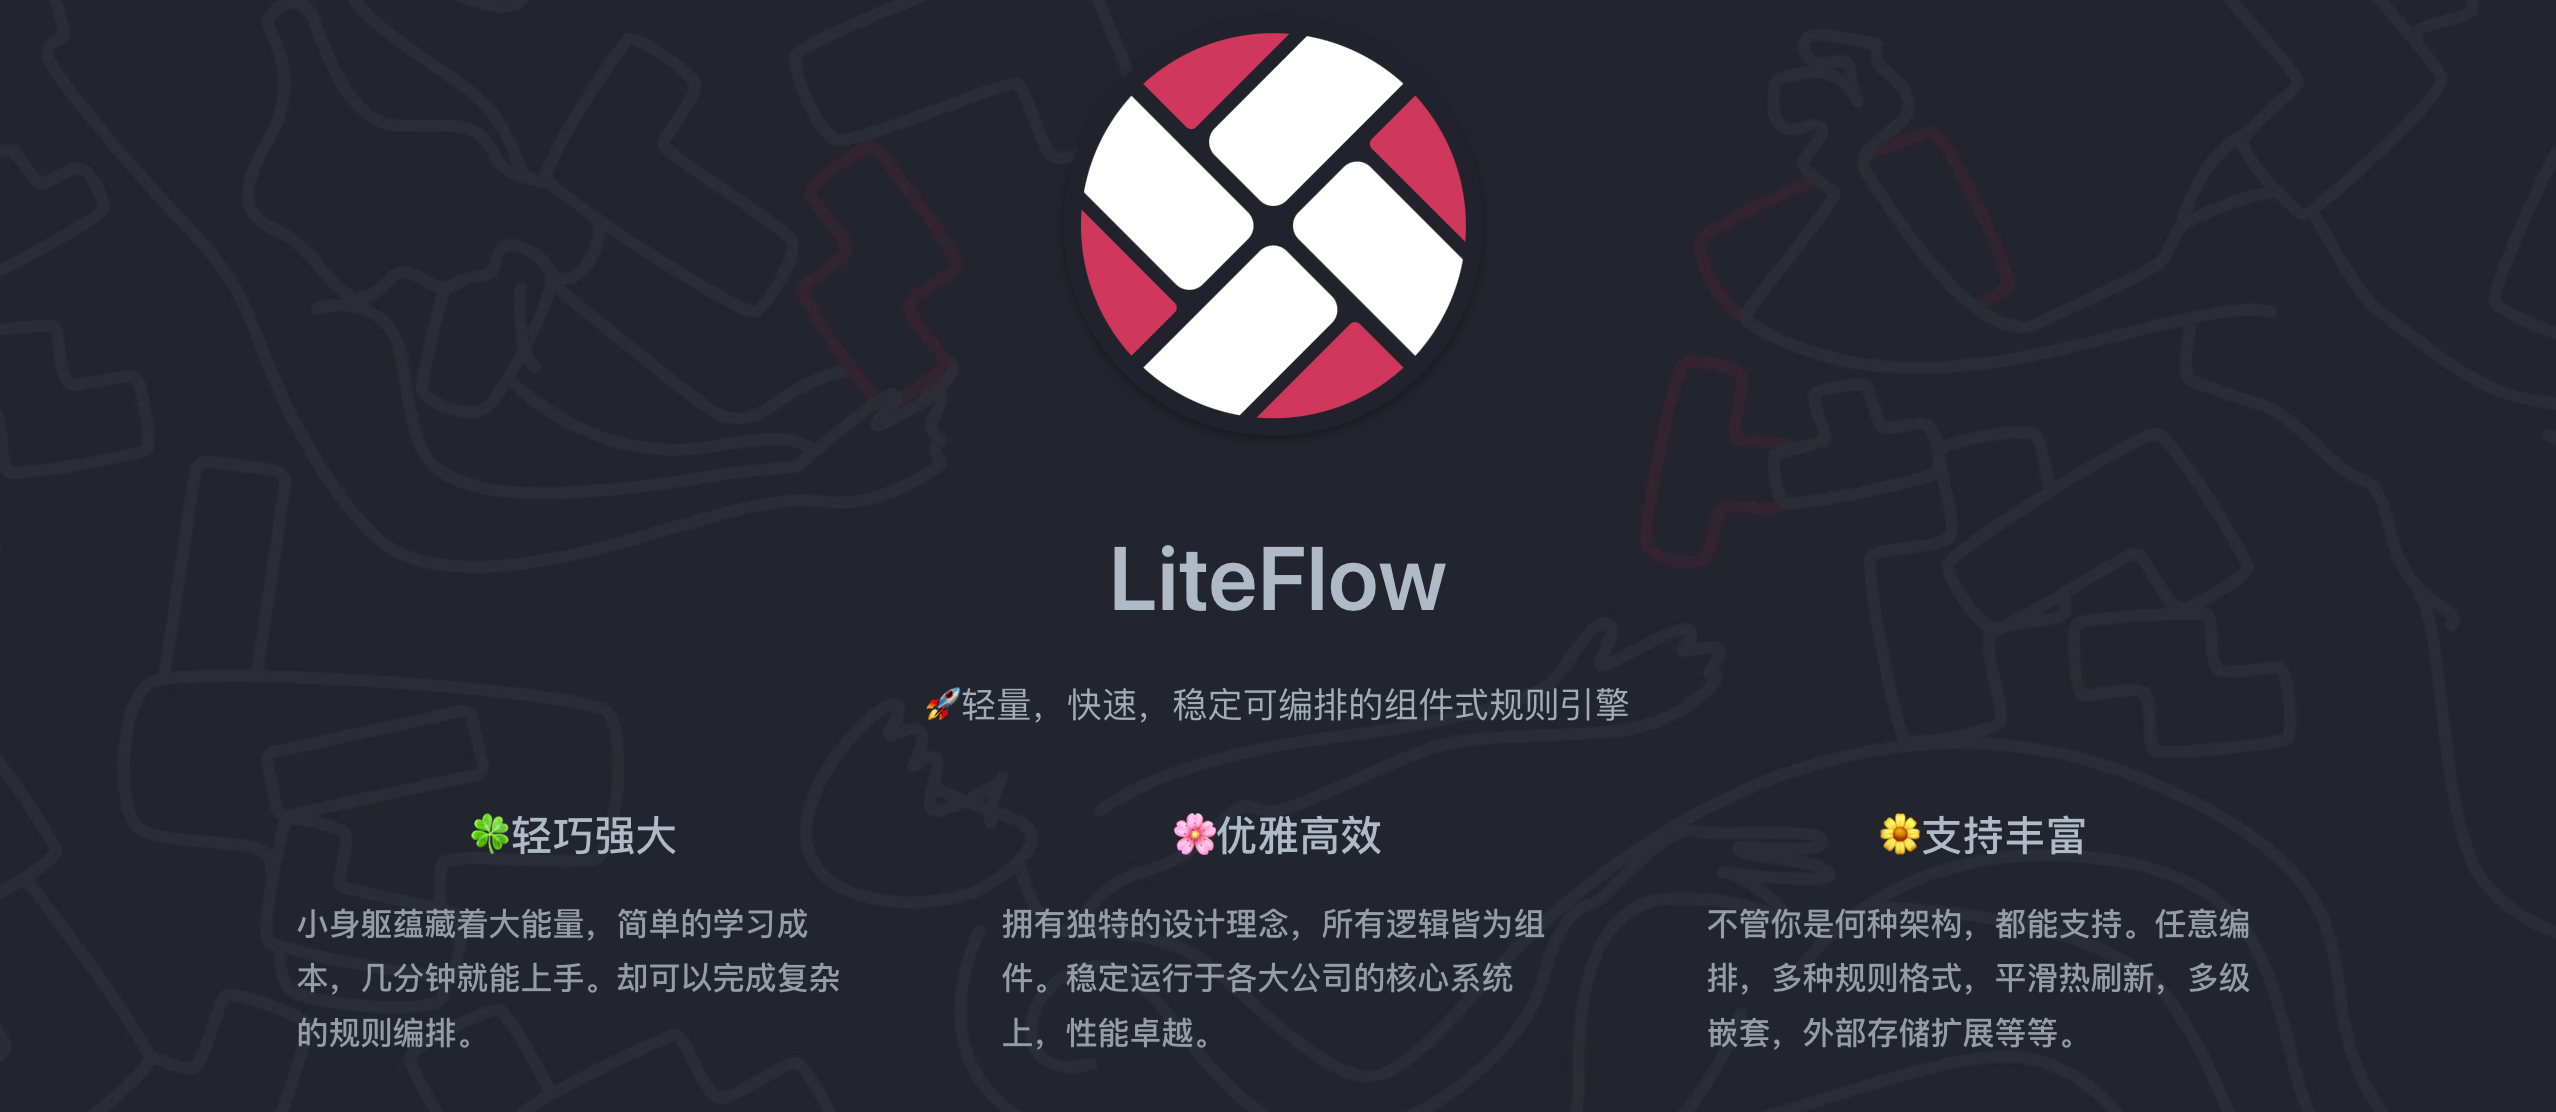 LiteFlow
🚀轻量，快速，稳定可编排的组件式规则引擎
🍀轻巧强大
小身躯蕴藏着大能量，简单的学习成
本，几分钟就能上手。却可以完成复杂
的规则编排。
🌸优雅高效
拥有独特的设计理念，所有逻辑皆为组
件。稳定运行于各大公司的核心系统
上，性能卓越。
🌼支持丰富
不管你是何种架构，都能支持。任意编
排，多种规则格式，平滑热刷新，多级
嵌套，外部存储扩展等等。